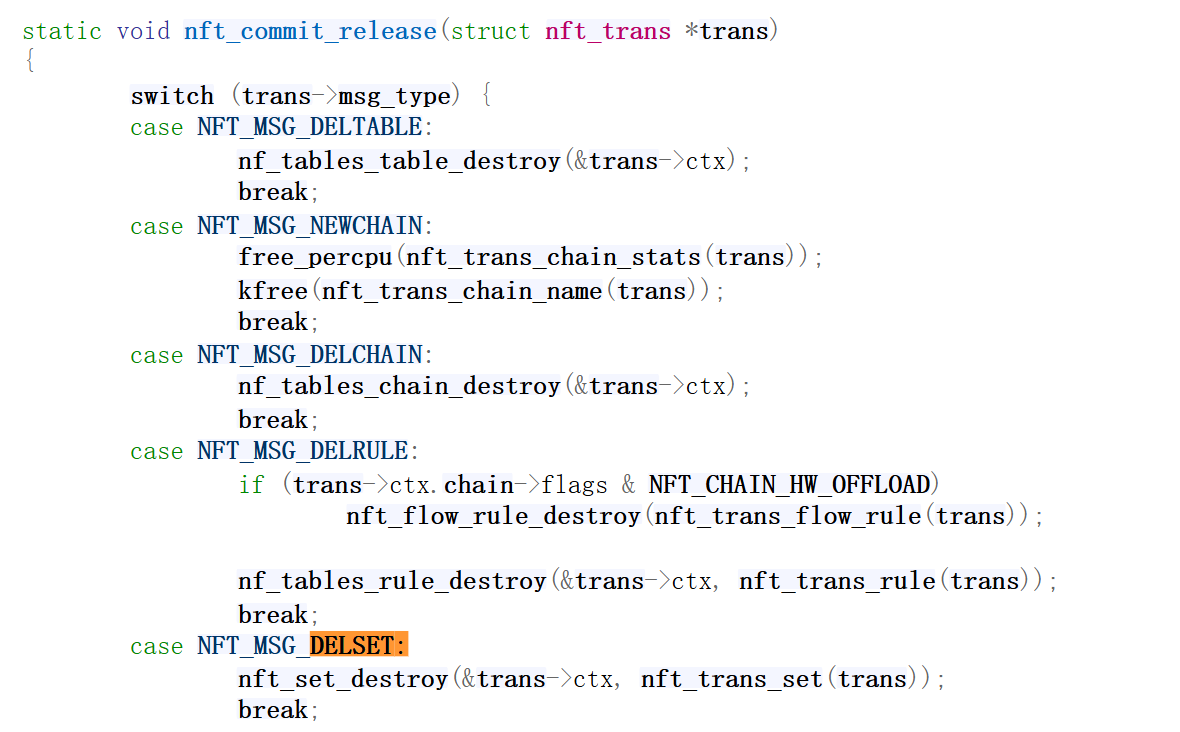 static void nft_commit_release(struct nft_trans *trans)
{
switch (trans->msg_type) {
case NFT_MSG_DELTABLE:
nf_tables_table_destroy(&trans->ctx);
break;
case NFT_MSG_NEWCHAIN:
free_percpu(nft_trans_chain_stats(trans));
kfree(nft_trans_chain_name(trans));
break;
case NFT_MSG_DELCHAIN:
nf_tables_chain_destroy(&trans->ctx);
break;
case NFT_MSG_DELRULE:
if (trans->ctx.chain->flags & NFT_CHAIN_HW_OFFLOAD)
nft_flow_rule_destroy(nft_trans_flow_rule(trans));
nf_tables_rule_destroy(&trans->ctx, nft_trans_rule(trans));
break;
case NFT_MSG_DELSET:
nft_set_destroy(&trans->ctx, nft_trans_set(trans));
break;